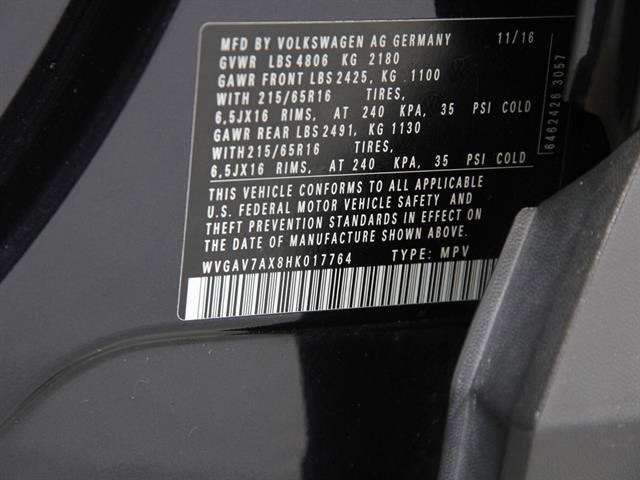 MFD BY VOLKSWAGEN AG GERMANY 11/16
GVWR LBS 4806 KG 2180
GAWR FRONT LBS 2425, KG 1100
WITH 215/65R16 TIRES,
6,5JX16 RIMS, AT 240 KPA, 35 PSI COLD
GAWR REAR LBS 2491, KG 1130
WITH215/65R16 TIRES,
6,5JX16 RIMS, AT 240 KPA, 35 PSI COLD
THIS VEHICLE CONFORMS TO ALL APPLICABLE
U.S. FEDERAL MOTOR VEHICLE SAFETY AND
THEFT PREVENTION STANDARDS IN EFFECT ON
THE DATE OF MANUFACTURE SHOWN ABOVE.
WVGAV7AX8HK017764 TYPE: MPV
6462426 3057